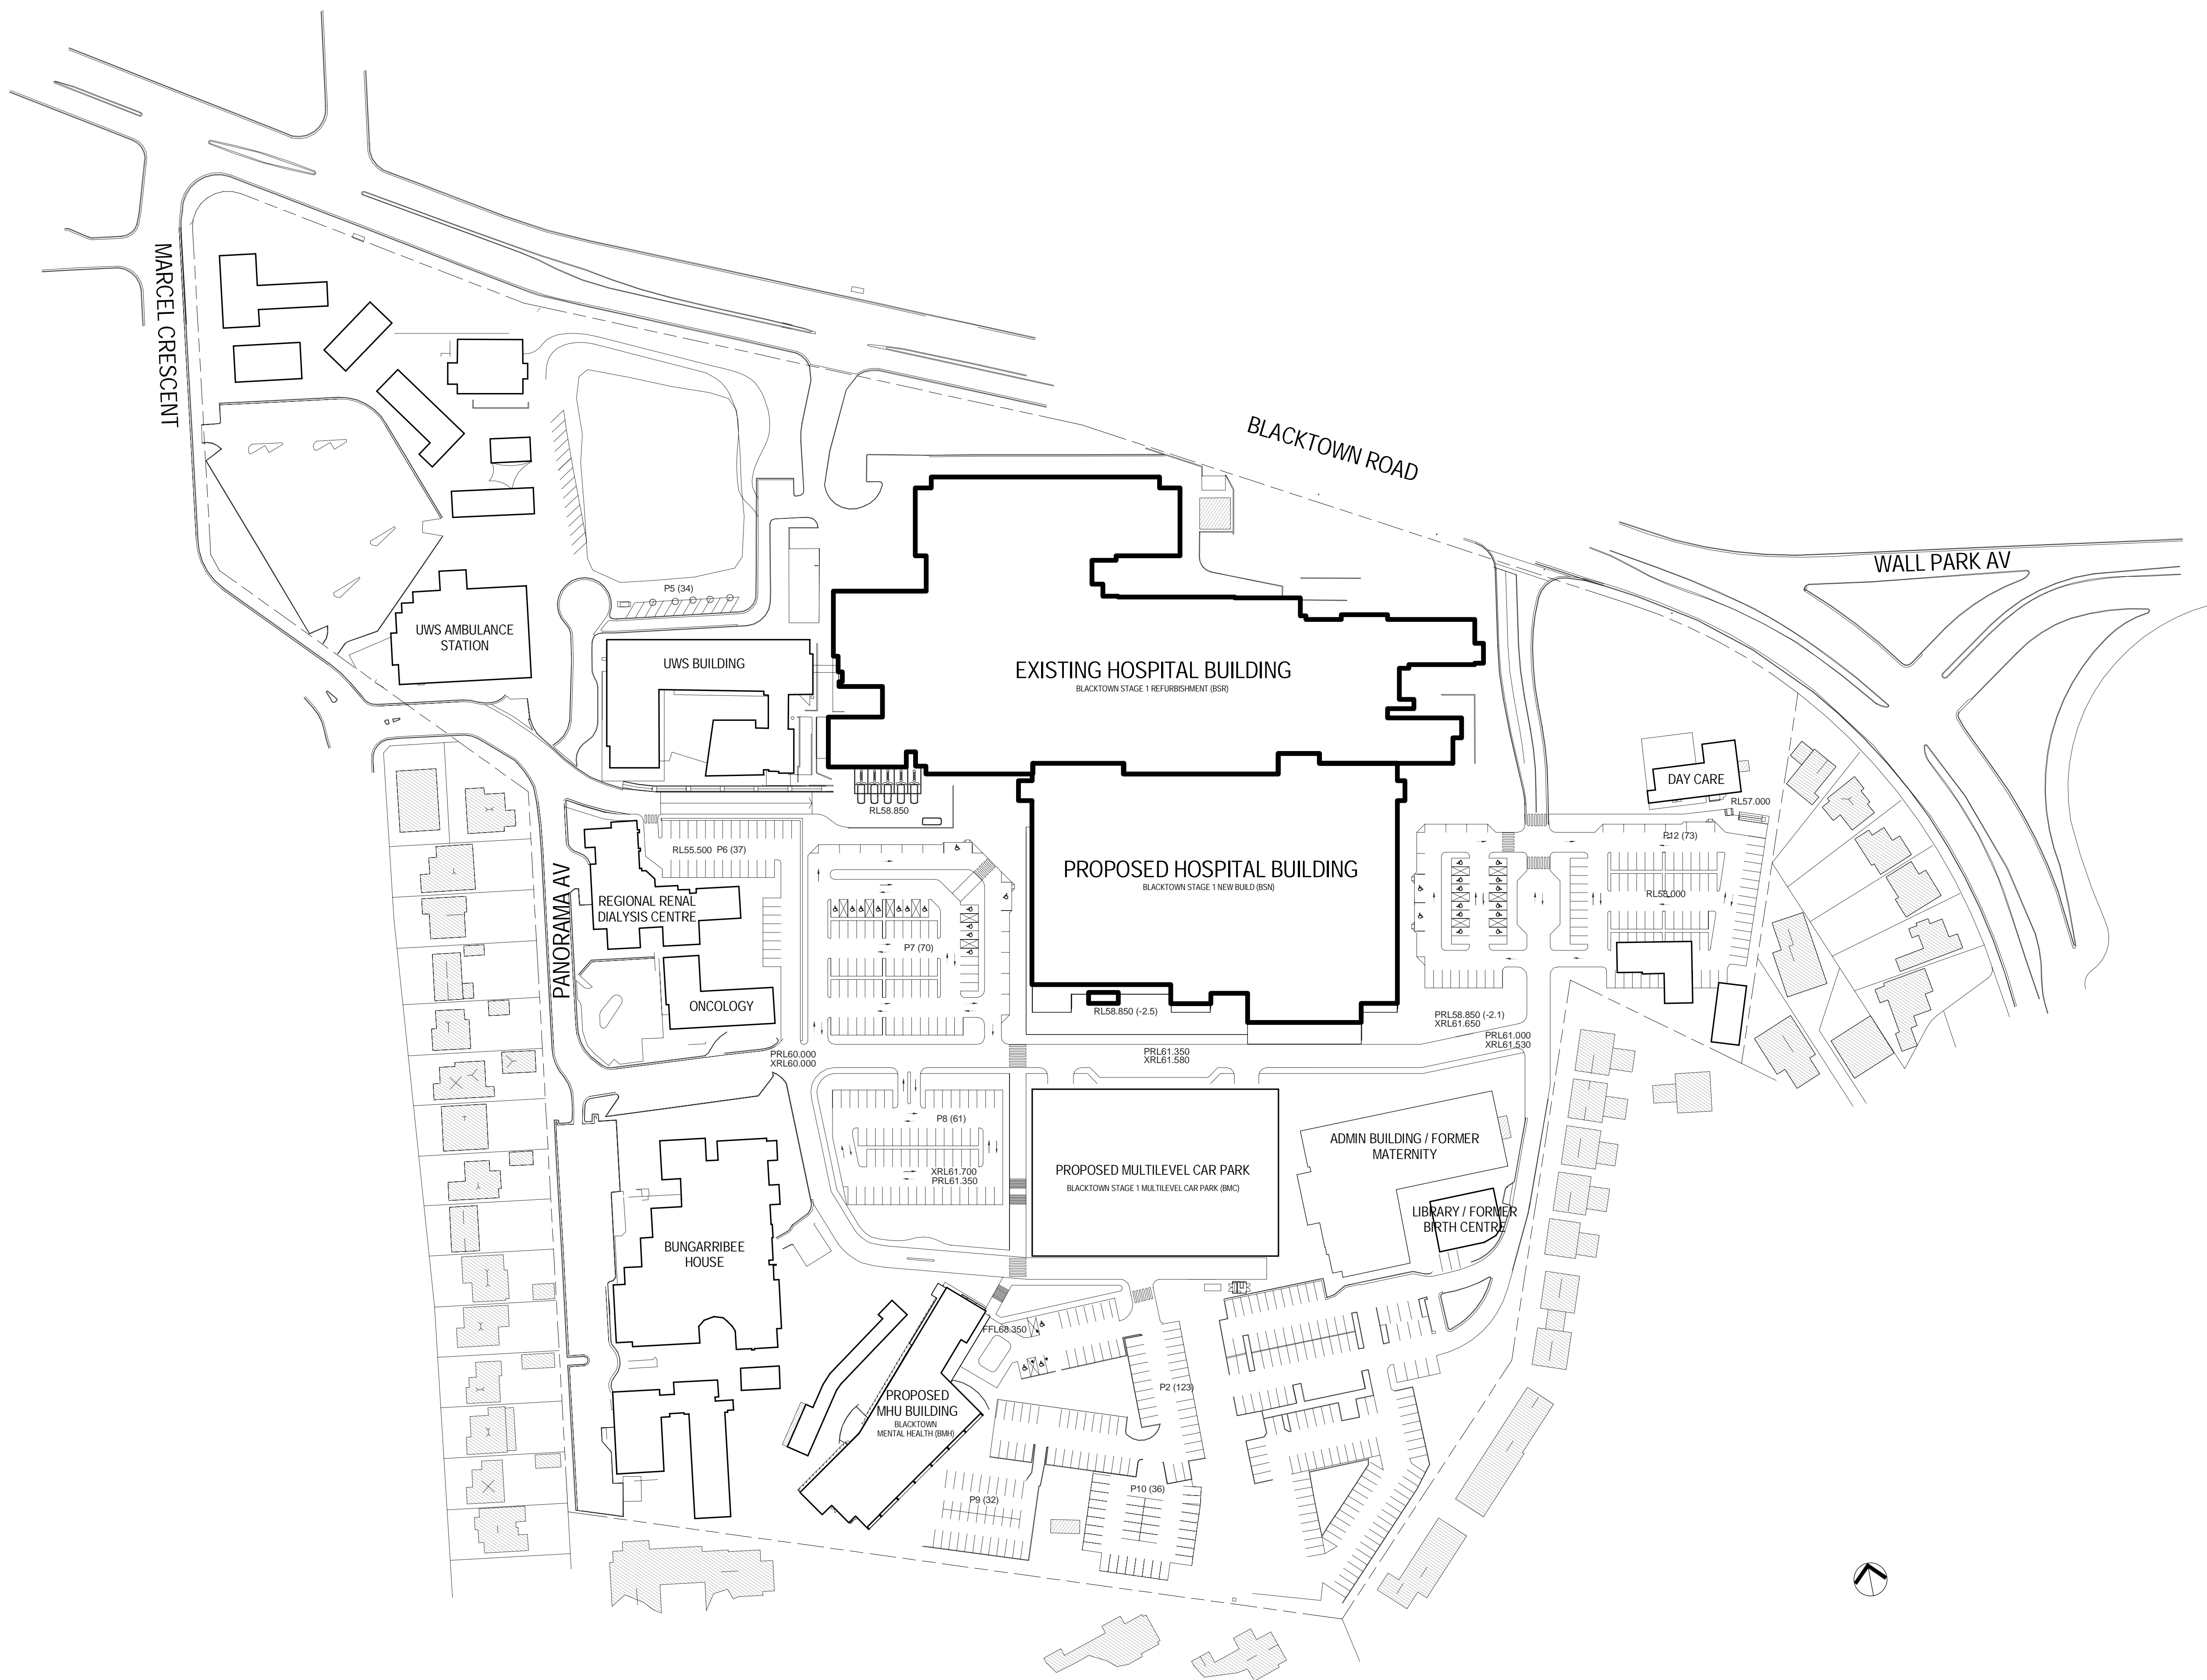 MARCEL CRESCENT
BLACKTOWN ROAD
WALL PARK AV
P5 (34)
UWS AMBULANCE
STATION
UWS BUILDING
EXISTING HOSPITAL BUILDING
BLACKTOWN STAGE 1 REFURBISHMENT (BSR)
DAY CARE
RL57.000
RL58.850
P12 (73)
RL55.500 P6 (37)
PROPOSED HOSPITAL BUILDING
BLACKTOWN STAGE 1 NEW BUILD (BSN)
PANORAMA AV
REGIONAL RENAL
DIALYSIS CENTRE
P7 (70)
ONCOLOGY
RL58.850 (-2.5)
PRL58.850 (-2.1)
XRL61.650
PRL61.000
XRL61.530
PRL60.000
XRL60.000
PRL61.350
XRL61.580
P8 (61)
XRL61.700
PRL61.350
PROPOSED MULTILEVEL CAR PARK
BLACKTOWN STAGE 1 MULTILEVEL CAR PARK (BMC)
ADMIN BUILDING / FORMER
MATERNITY
LIBRARY / FORMER
BIRTH CENTRE
BUNGARRIBEE
HOUSE
FFL68.350
PROPOSED
MHU BUILDING
BLACKTOWN
MENTAL HEALTH (BMH)
P2 (123)
P9 (32)
P10 (36)